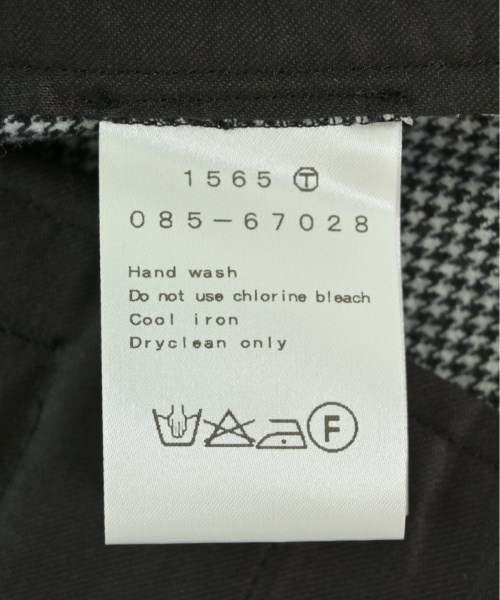 1565 Ⓣ
085-67028
Hand wash
Do not use chlorine bleach
Cool iron
Dryclean only
F